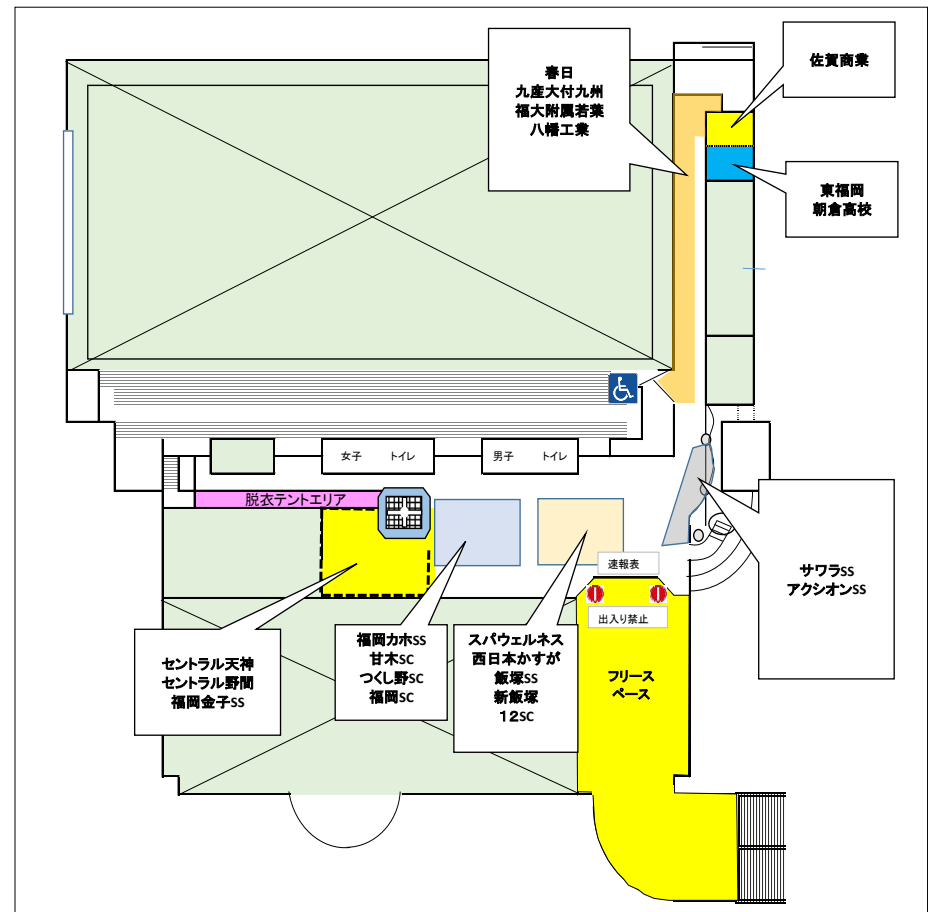 春日
九産大付九州
福大附属若葉
八幡工業
佐賀商業
東福岡
朝倉高校
女子 トイレ
男子 トイレ
脱衣テントエリア
速報表
出入り禁止
サワラSS
アクシオンSS
セントラル天神
セントラル野間
福岡金子SS
福岡カホSS
甘木SC
つくし野SC
福岡SC
スパウェルネス
西日本かすが
飯塚SS
新飯塚
12SC
フリース
ペース